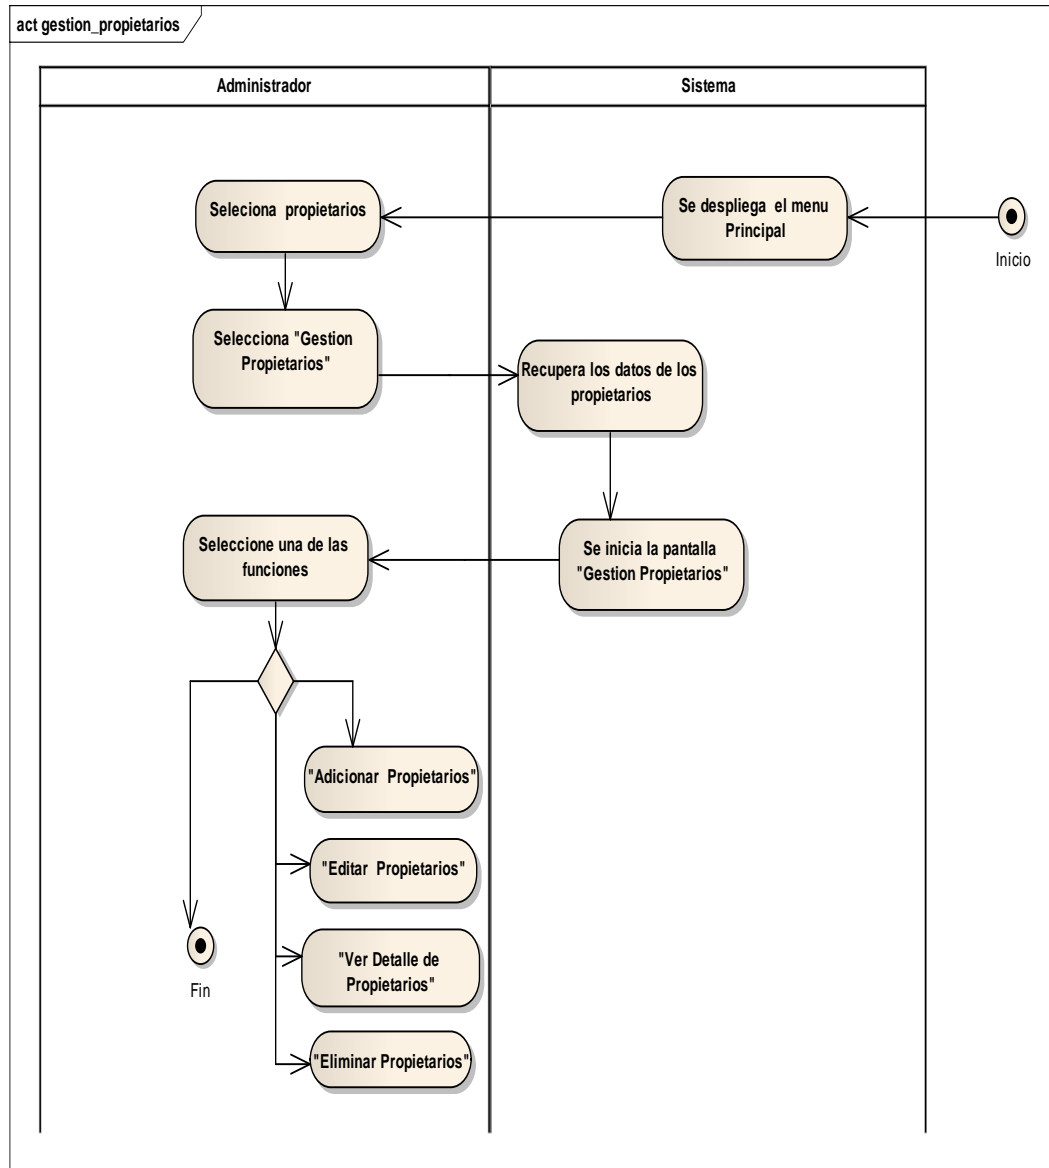 act gestion_propietarios
Administrador
Sistema
Seleciona propietarios
Se despliega el menu
Principal
Inicio
Selecciona "Gestion
Propietarios"
Recupera los datos de los
propietarios
Seleccione una de las
funciones
Se inicia la pantalla
"Gestion Propietarios"
"Adicionar Propietarios"
"Editar Propietarios"
"Ver Detalle de
Propietarios"
Fin
"Eliminar Propietarios"